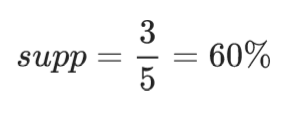 supp = 3/5 = 60%